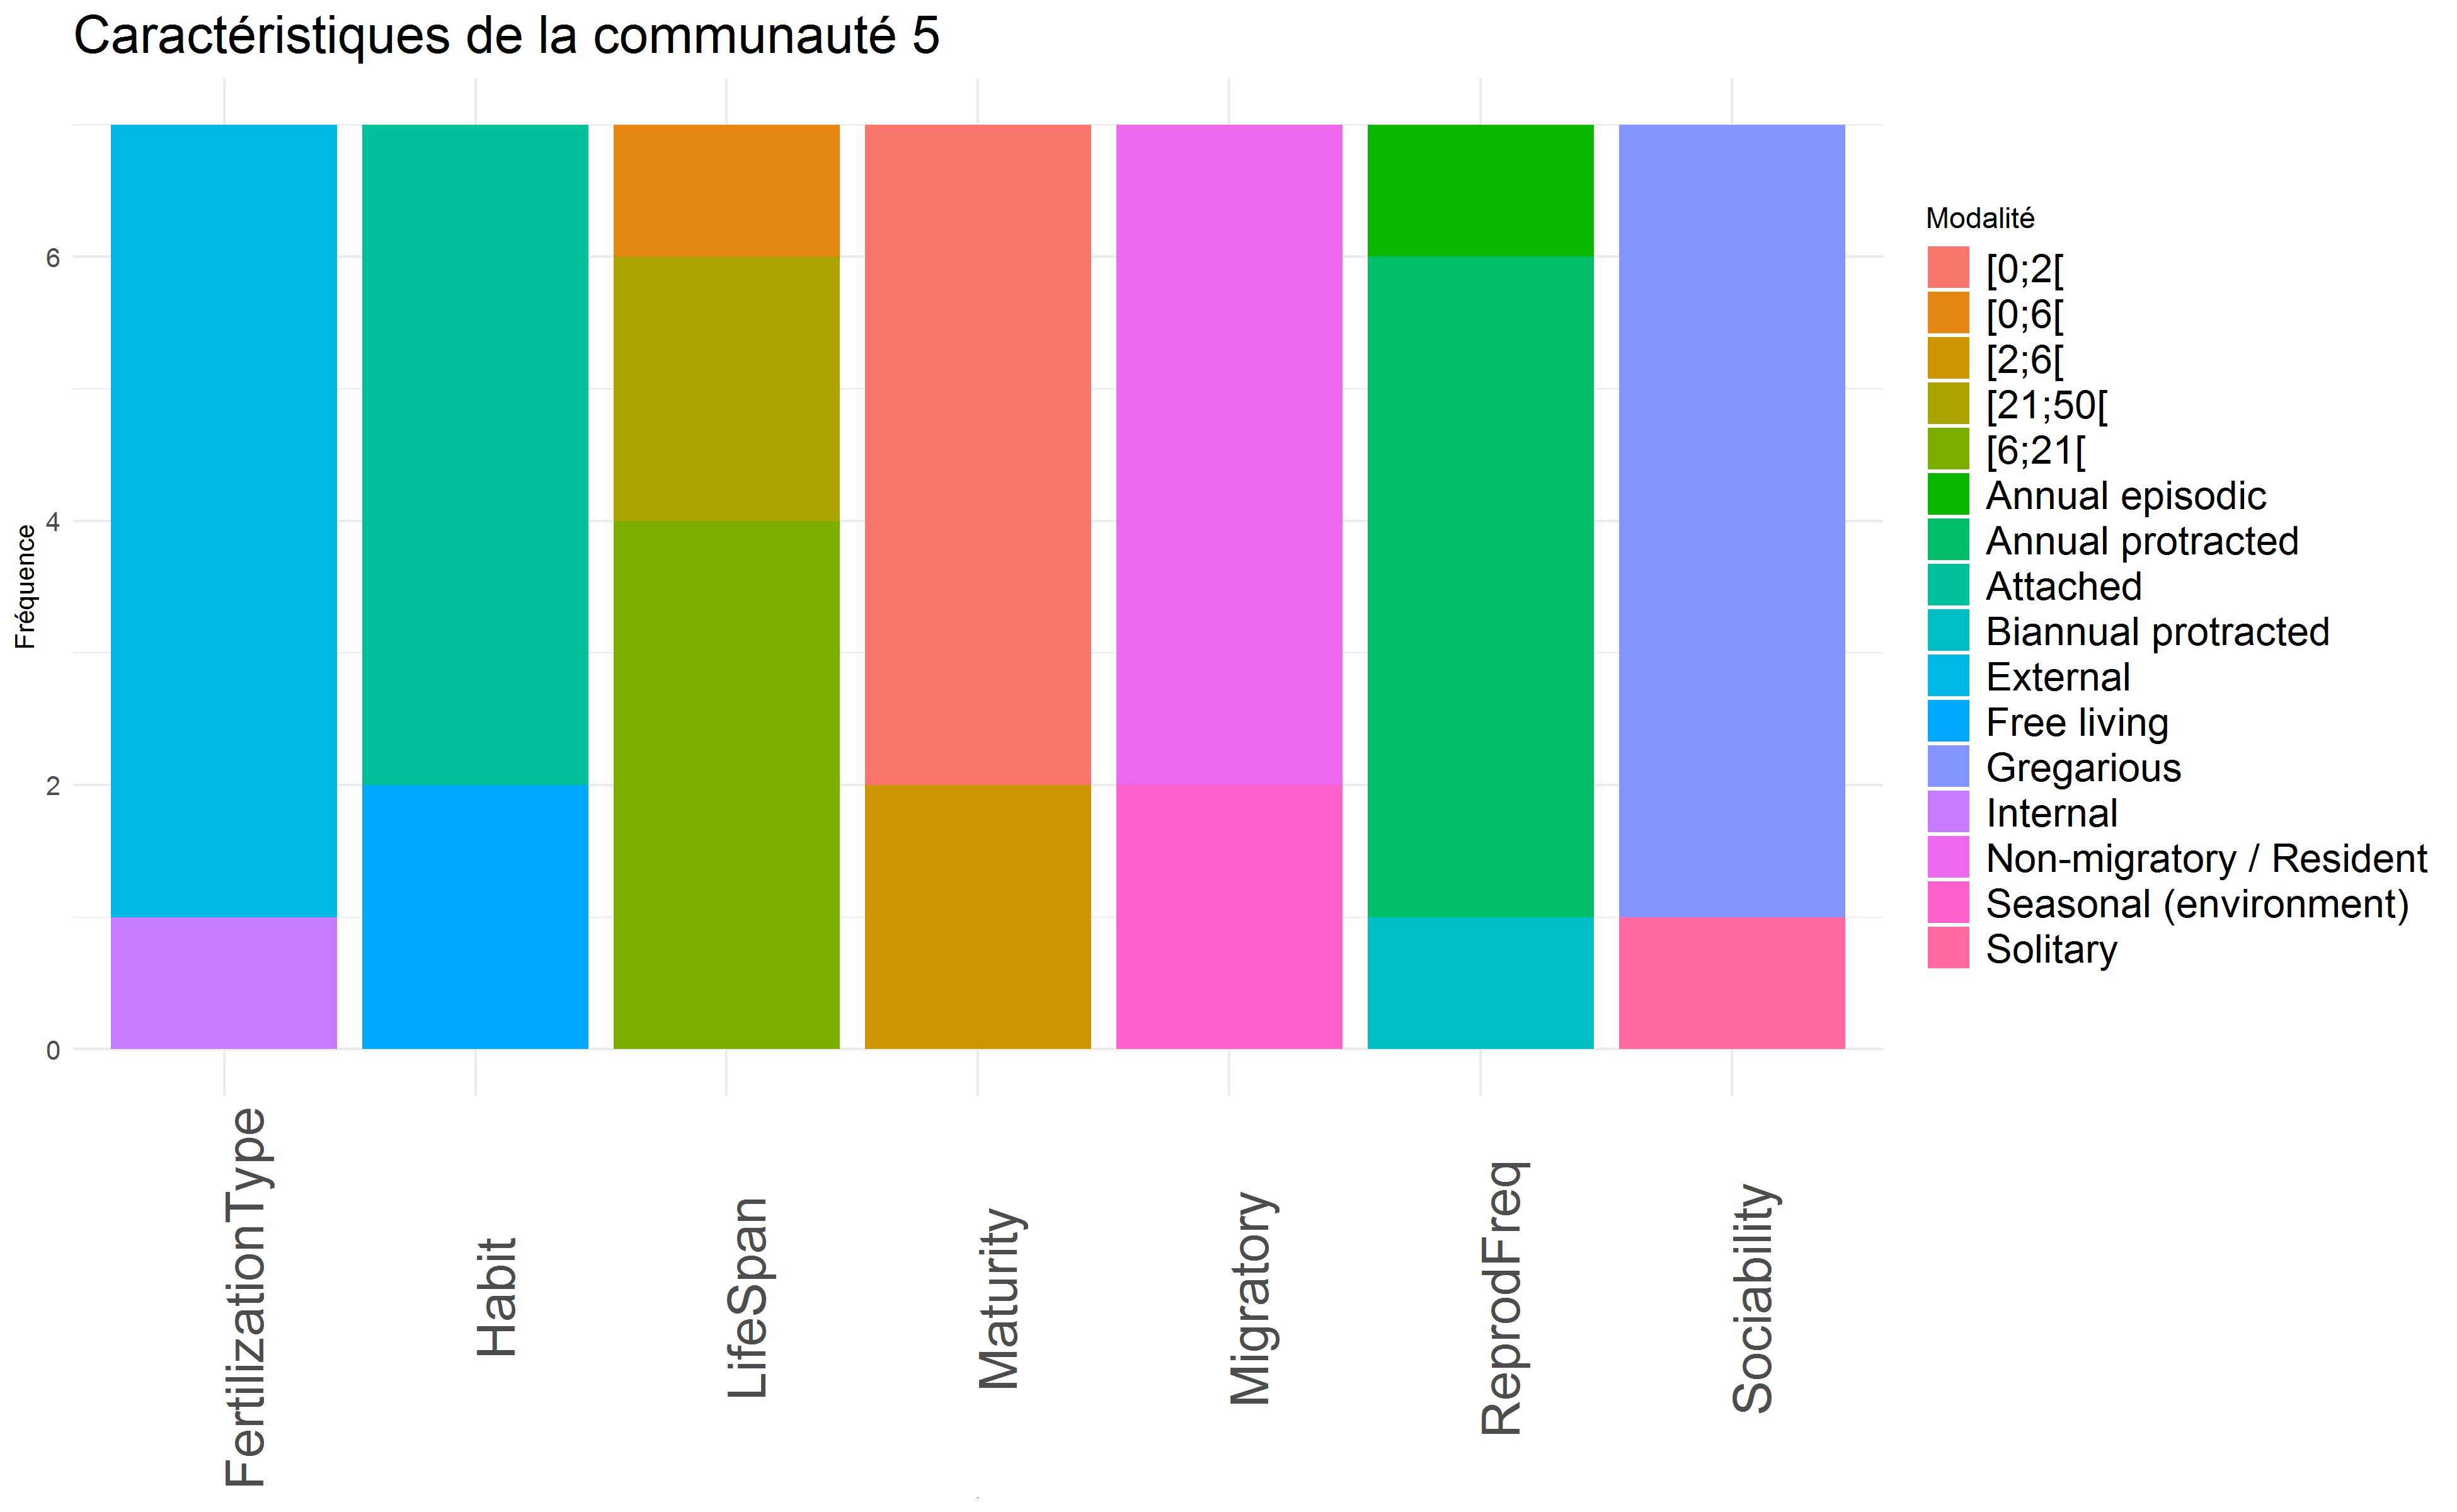 Caractéristiques de la communauté 5
Fréquence
6
4
2
0
FertilizationType
Habit
LifeSpan
Maturity
Migratory
ReprodFreq
Sociability
Modalité
[0;2[
[0;6[
[2;6[
[21;50[
[6;21[
Annual episodic
Annual protracted
Attached
Biannual protracted
External
Free living
Gregarious
Internal
Non-migratory / Resident
Seasonal (environment)
Solitary